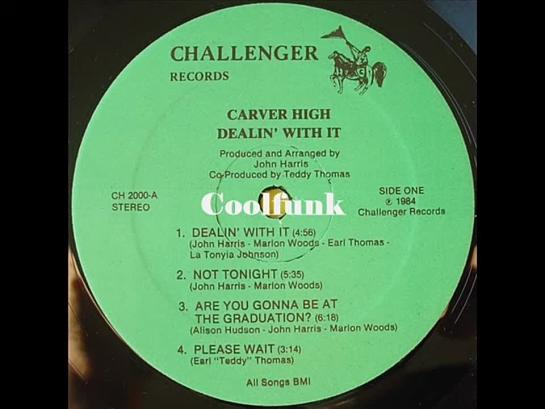 CHALLENGER
RECORDS
CARVER HIGH
DEALIN' WITH IT
Produced and Arranged by
John Harris
Co-Produced by Teddy Thomas
CH 2000-A
STEREO
SIDE ONE
℗ 1984
Challenger Records
Coolfunk
1. DEALIN' WITH IT (4:56)
(John Harris - Marlon Woods - Earl Thomas -
La Tonyia Johnson)
2. NOT TONIGHT (5:35)
(John Harris - Marlon Woods)
3. ARE YOU GONNA BE AT
THE GRADUATION? (6:18)
(Alison Hudson - John Harris - Marlon Woods)
4. PLEASE WAIT (3:14)
(Earl "Teddy" Thomas)
All Songs BMI